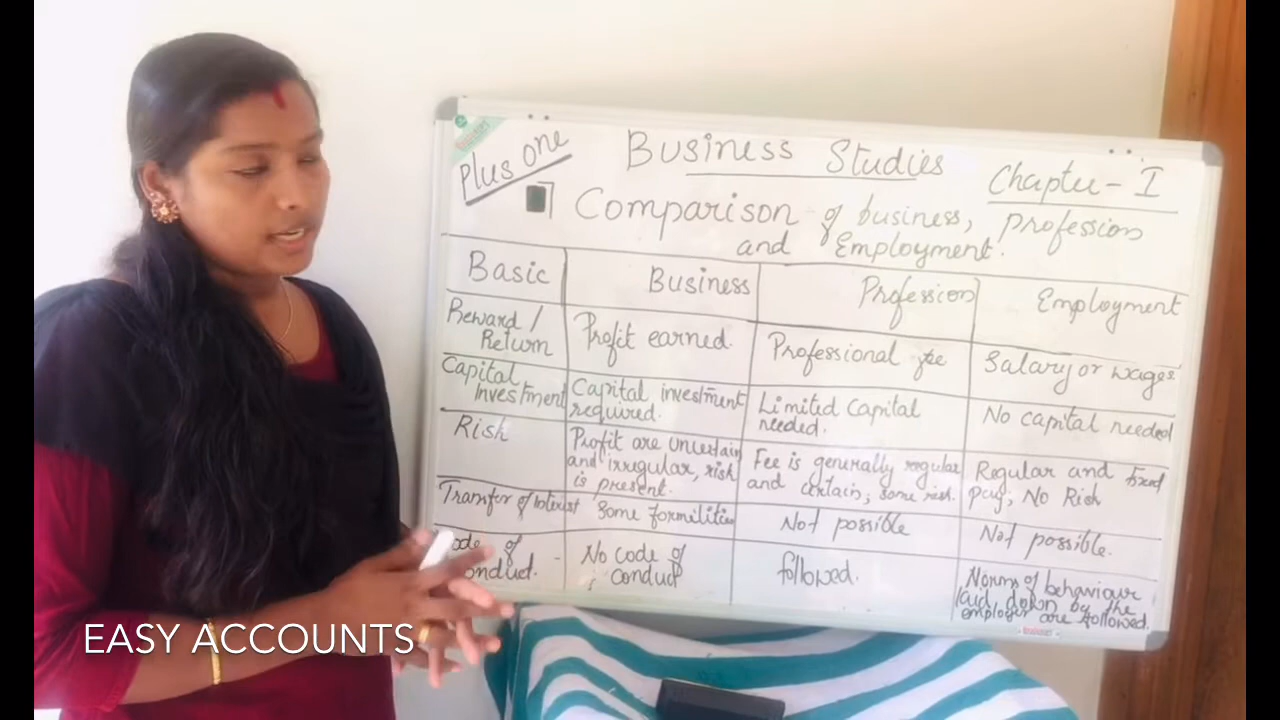 Plus one
Business Studies
Chapter - I
Comparison of business, profession
and Employment.
Basic Business Profession Employment
Reward /
Return
Profit earned.
Professional fee
Salary or wages.
Capital
Investment
Capital investment
required.
Limited Capital
needed.
No capital needed
Risk
Profit are uncertain
and irregular, risk
is present.
Fee is generally regular
and certain, some risk.
Regular and fixed
pay; No Risk
Transfer of Interest
Some formilities
Not possible
Not possible.
ode of
onduct.
No code of
conduct
followed.
Norms of behaviour
laid down by the
employer are followed.
EASY ACCOUNTS